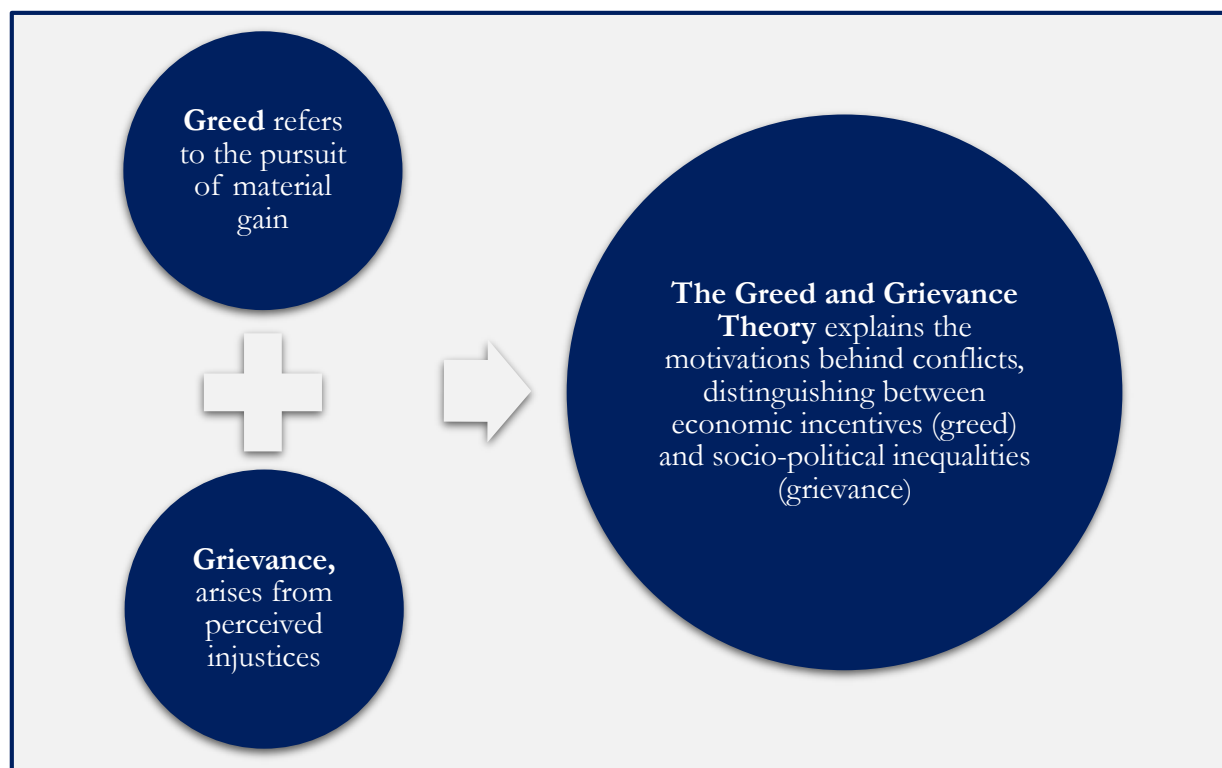 Greed refers
to the pursuit
of material
gain
Grievance,
arises from
perceived
injustices
The Greed and Grievance
Theory explains the
motivations behind conflicts,
distinguishing between
economic incentives (greed)
and socio-political inequalities
(grievance)